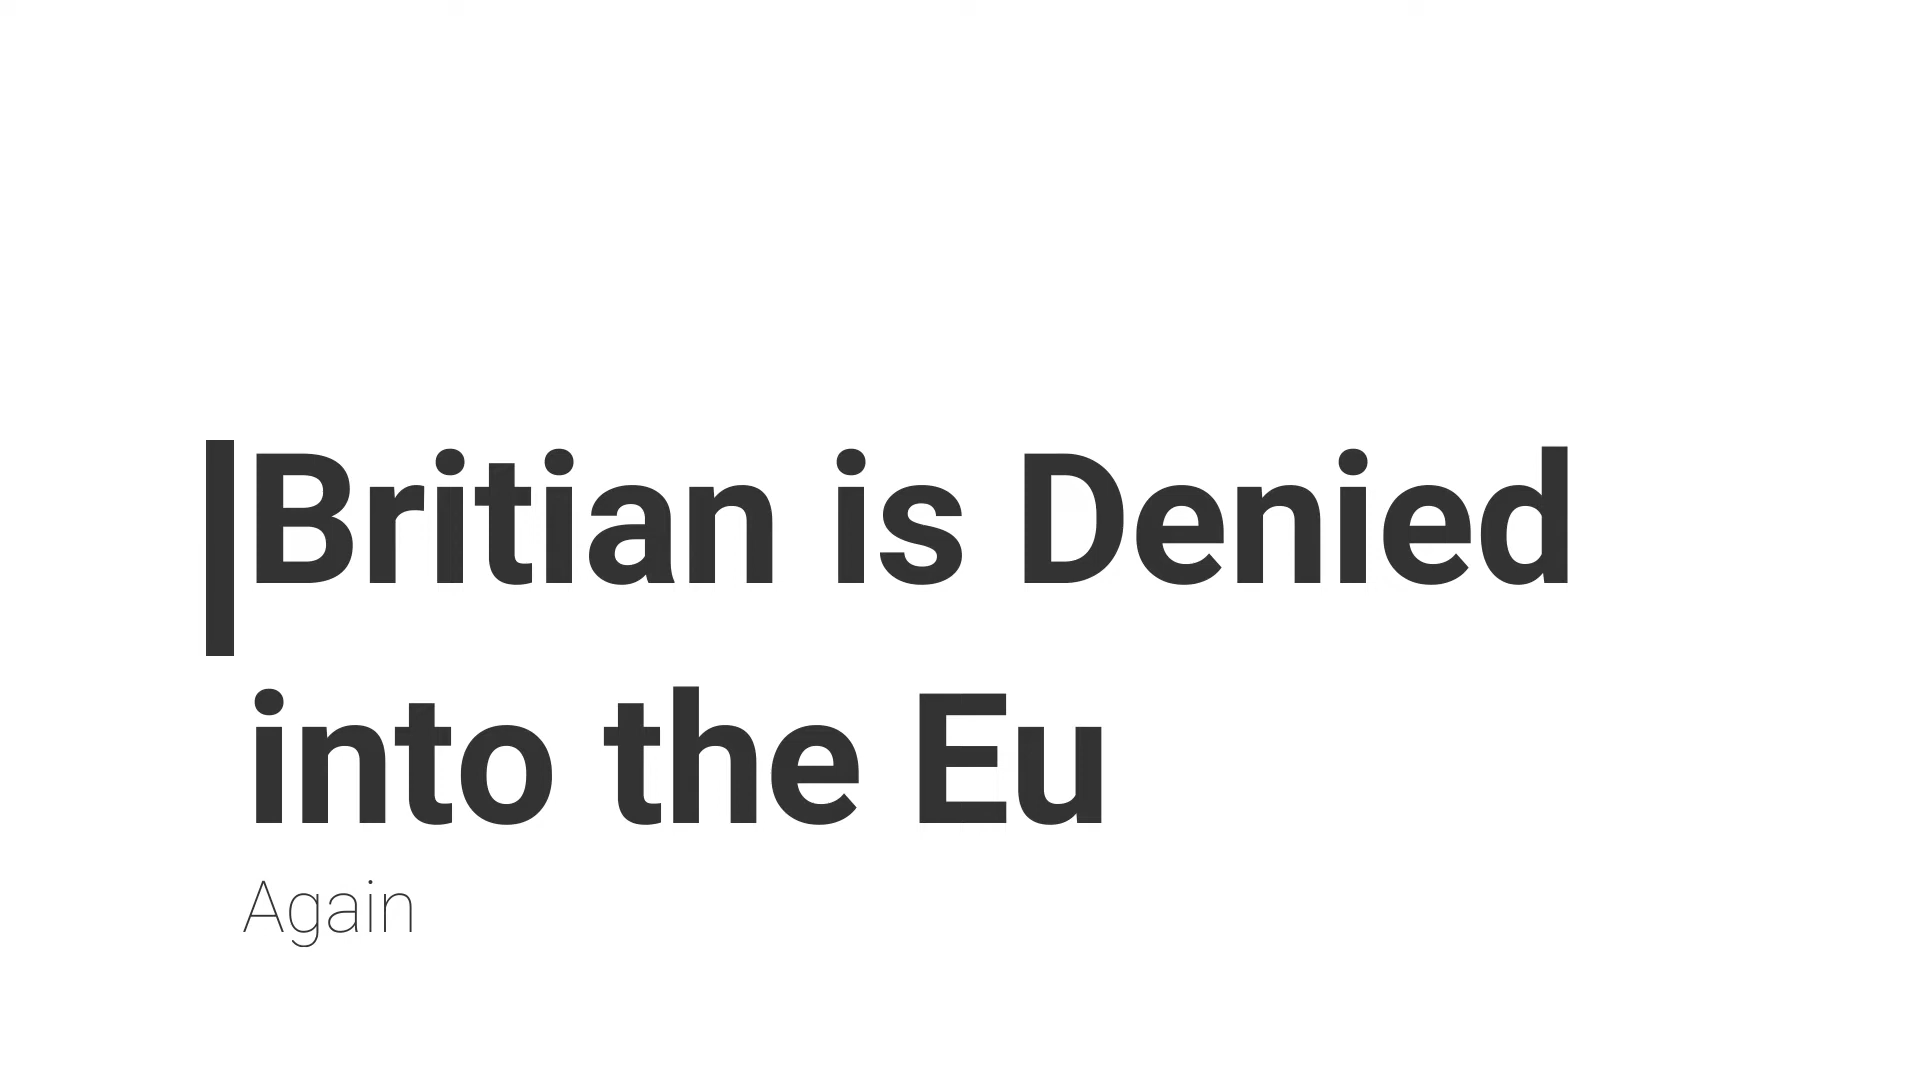 Britian is Denied
into the Eu
Again